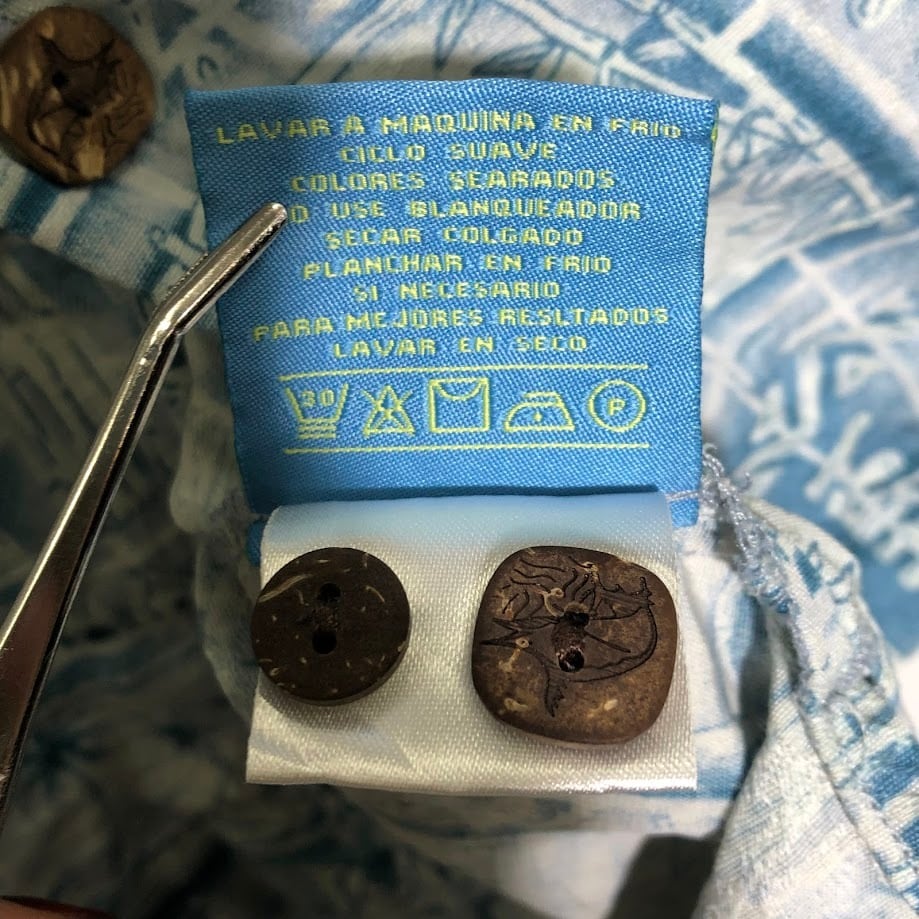 LAVAR A MAQUINA EN FRIO
CICLO SUAVE
COLORES SEARADOS
O USE BLANQUEADOR
SECAR COLGADO
PLANCHAR EN FRIO
SI NECESARIO
PARA MEJORES RESLTADOS
LAVAR EN SECO
30 P